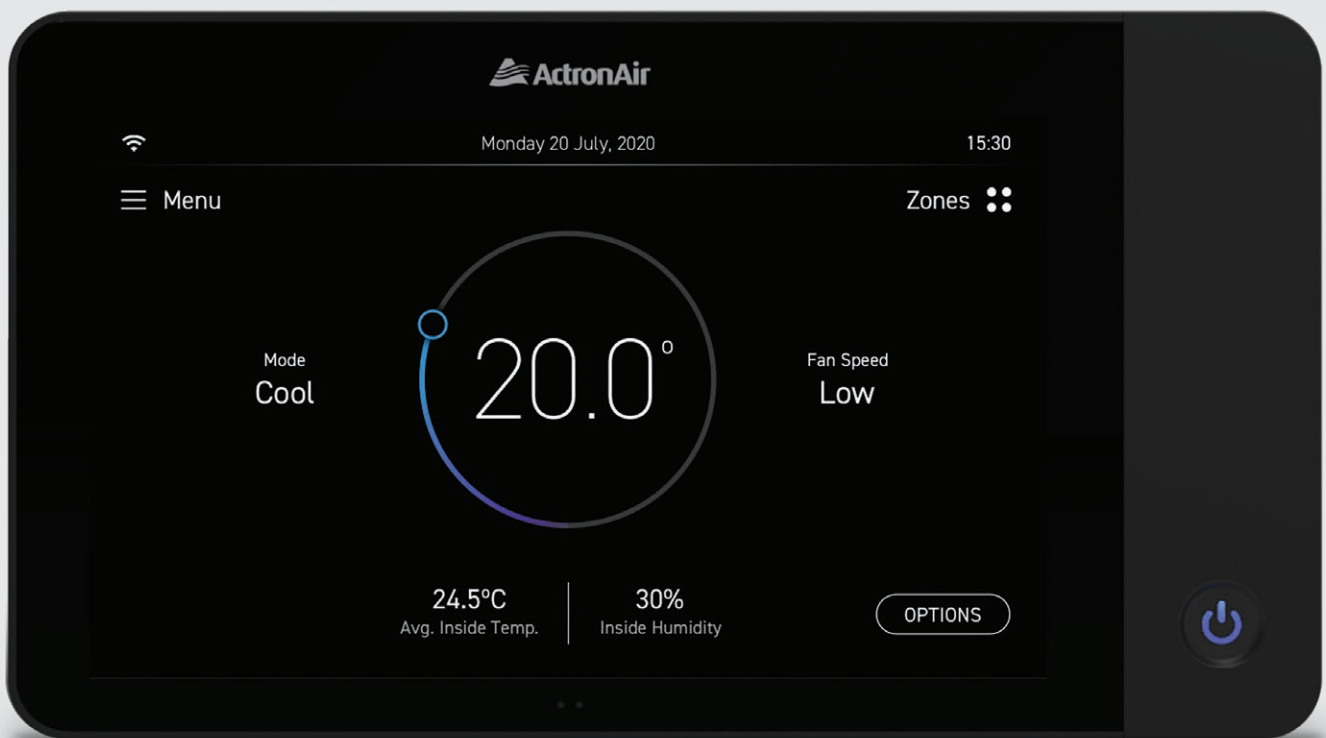 ActronAir
Monday 20 July, 2020
15:30
Menu
Zones
20.0°
Mode
Cool
Fan Speed
Low
24.5ºC
Avg. Inside Temp.
30%
Inside Humidity
OPTIONS